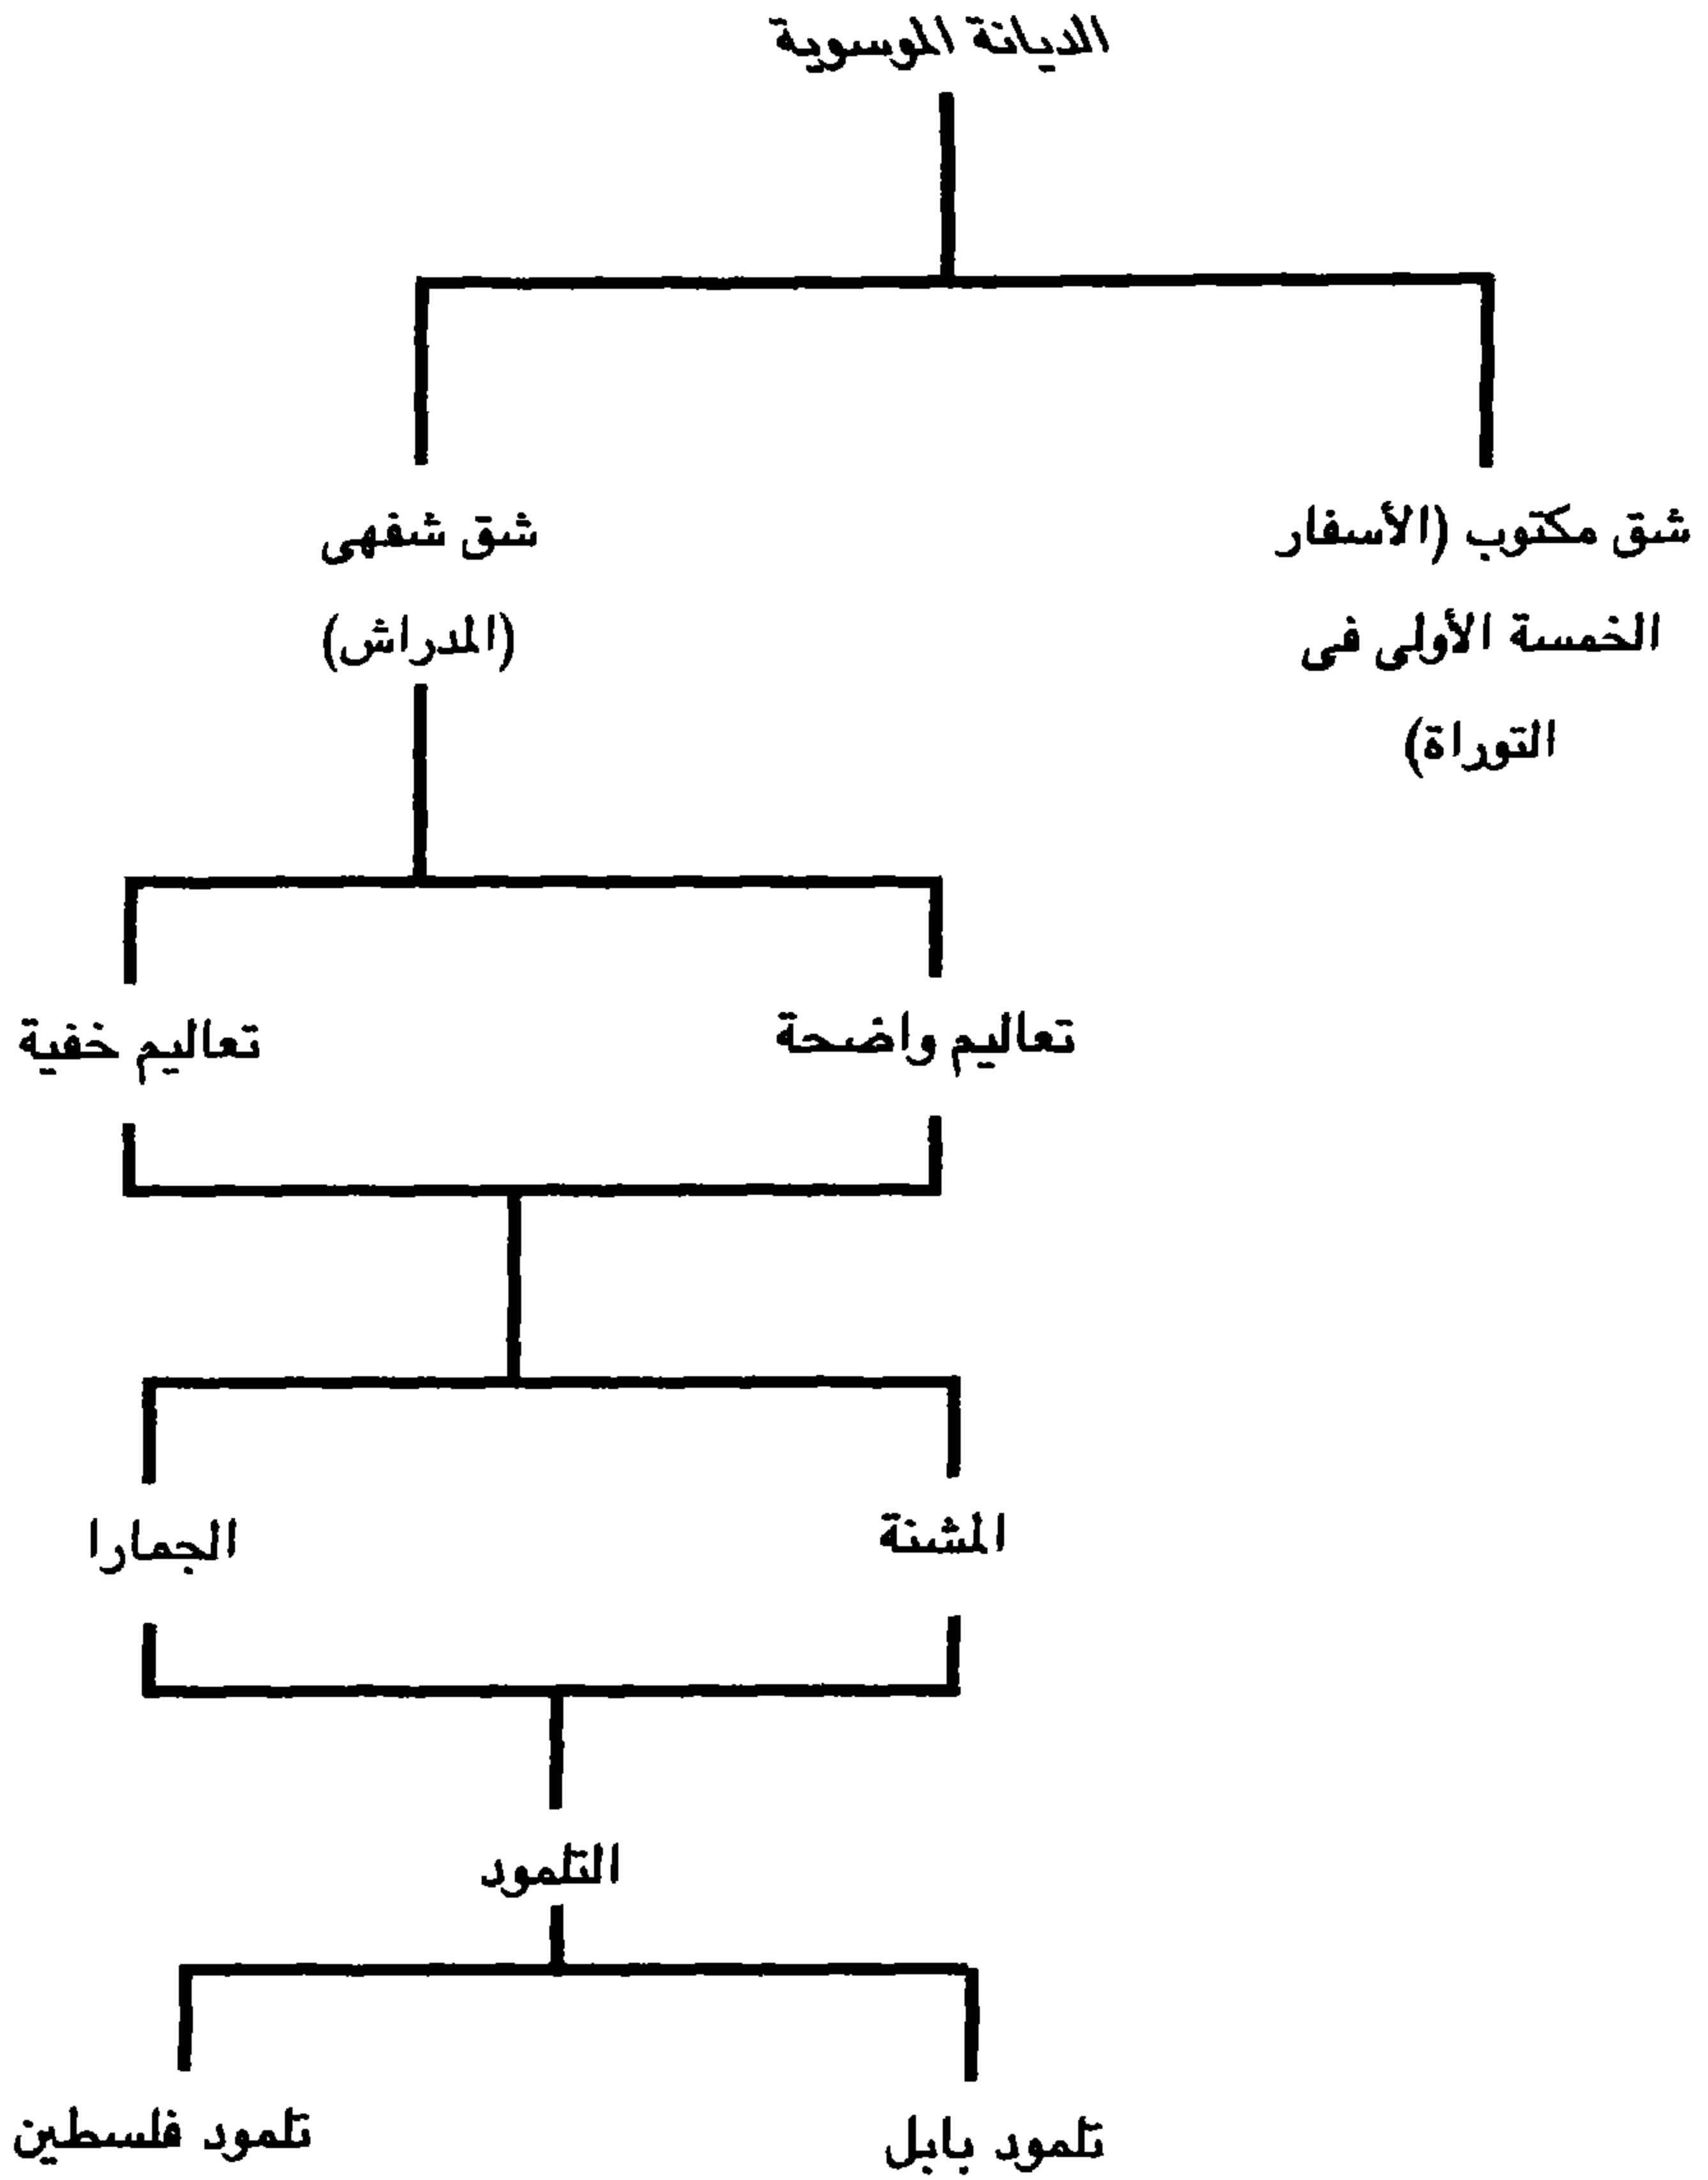 الديانة الموسوية
شق مكتوب (الأسفار
الخمسة الأولى فى
التوراة)
شق شفهى
(المدراش)
تعاليم واضحة
تعاليم خفية
المشنة
الجمارا
التلمود
تلمود بابل
تلمود فلسطين